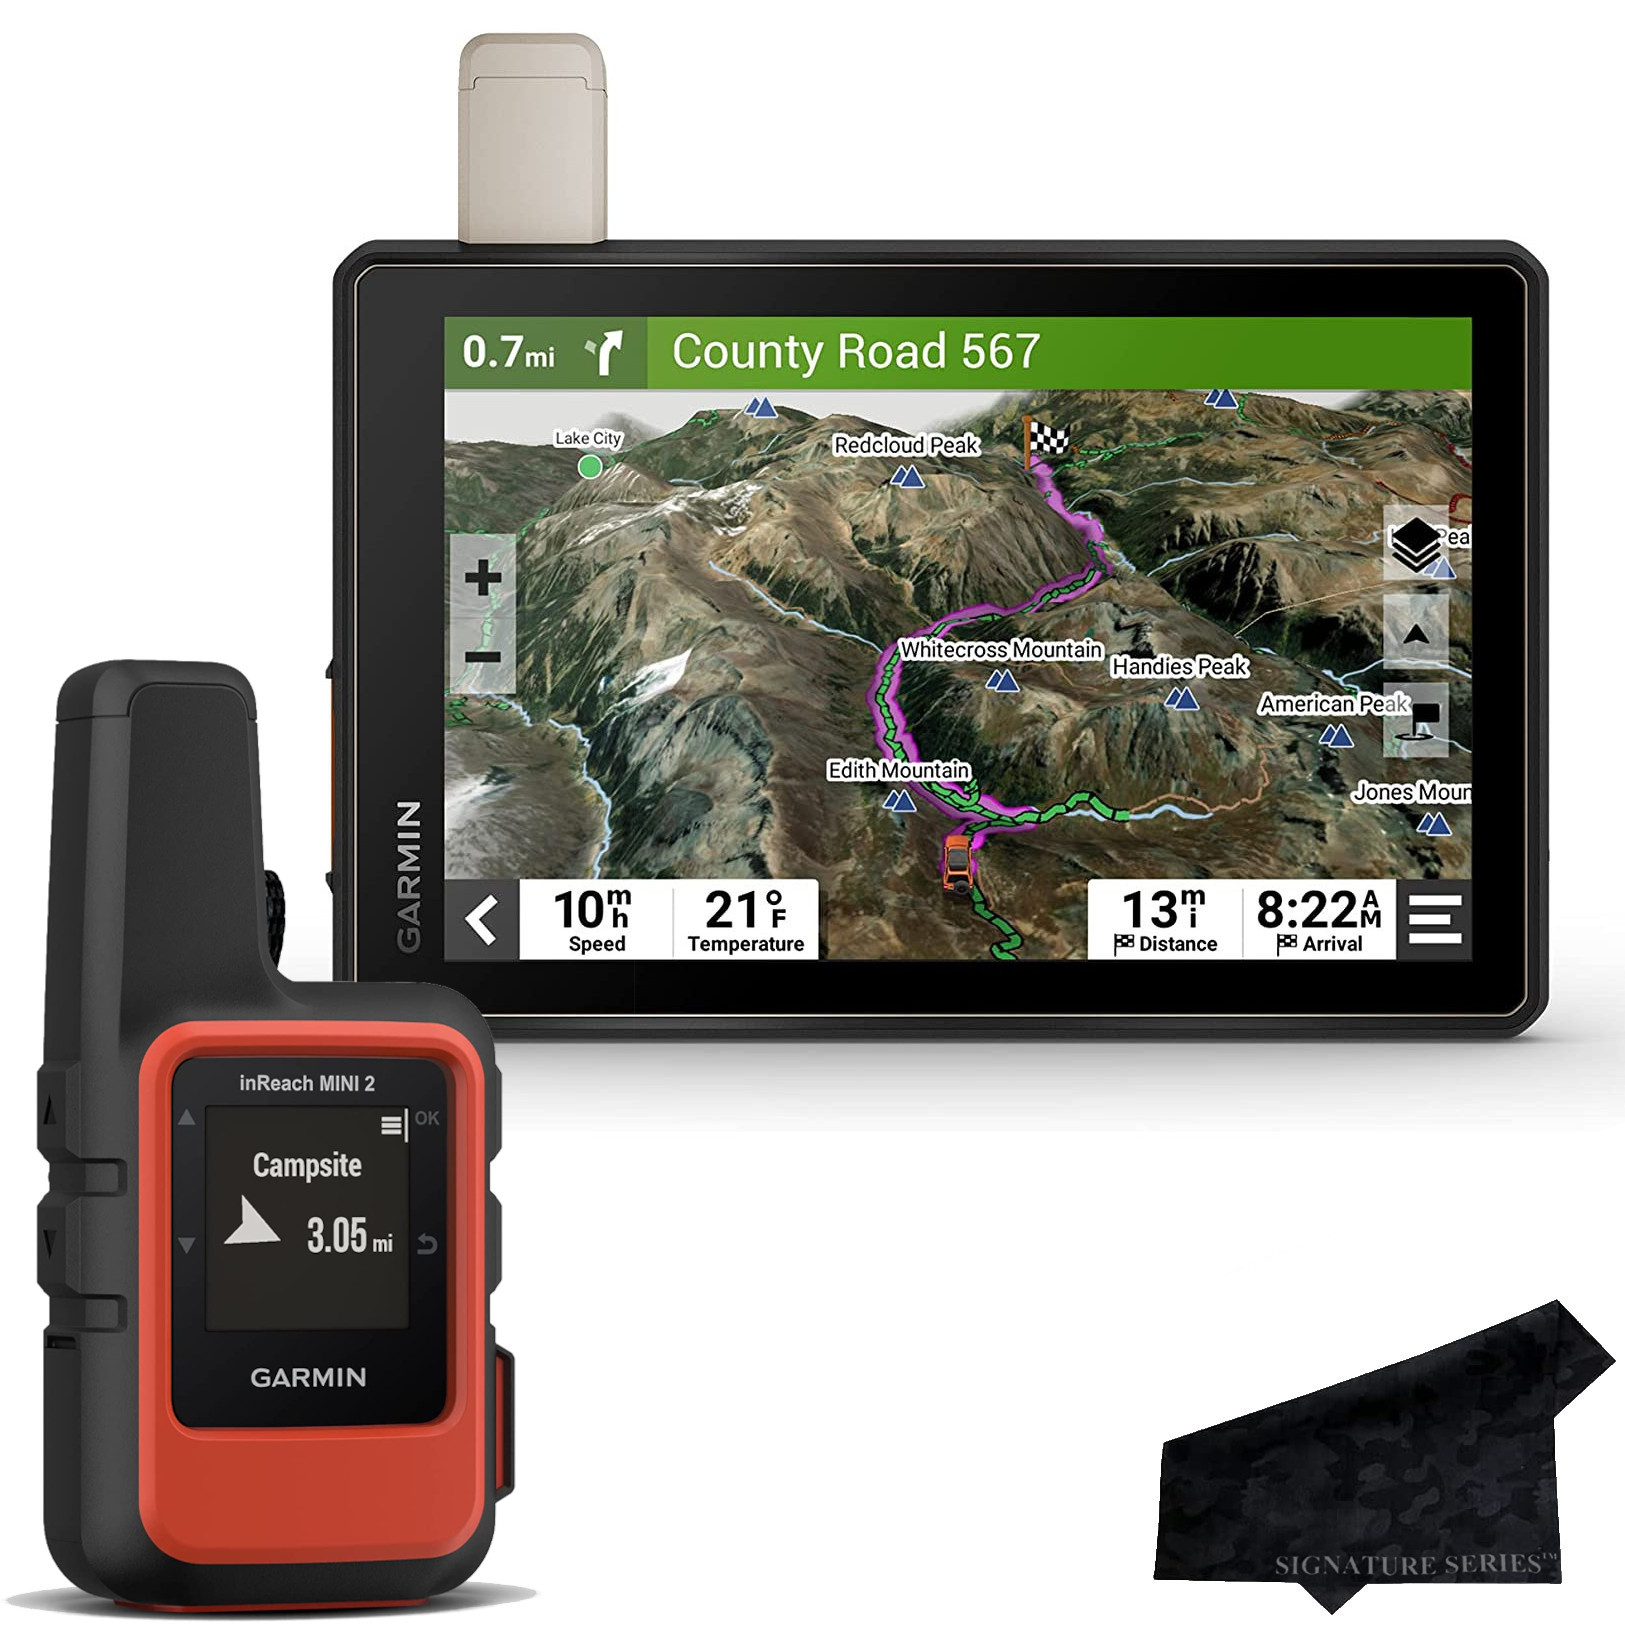 0.7mi
County Road 567
Lake City
Redcloud Peak
Pea
Whitecross Mountain
Handies Peak
American Peak
Edith Mountain
Jones Moun
10mh
Speed
21°F
Temperature
13mi
Distance
8:22AM
Arrival
GARMIN
inReach MINI 2
OK
Campsite
3.05 mi
GARMIN
SIGNATURE SERIES™